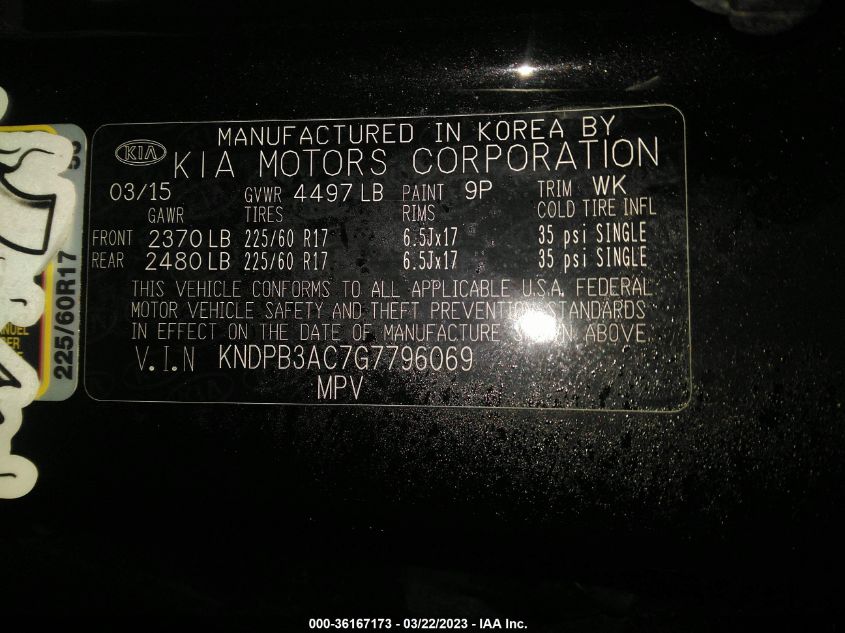 MANUFACTURED IN KOREA BY
KIA KIA MOTORS CORPORATION
03/15 GVWR 4497 LB PAINT 9P TRIM WK
GAWR TIRES RIMS COLD TIRE INFL
FRONT 2370 LB 225/60 R17 6.5Jx17 35 psi SINGLE
REAR 2480 LB 225/60 R17 6.5Jx17 35 psi SINGLE
THIS VEHICLE CONFORMS TO ALL APPLICABLE U.S.A. FEDERAL
MOTOR VEHICLE SAFETY AND THEFT PREVENTION STANDARDS
IN EFFECT ON THE DATE OF MANUFACTURE SHOWN ABOVE
V.I.N KNDPB3AC7G7796069
MPV
225/60R17
000-36167173 - 03/22/2023 - IAA Inc.